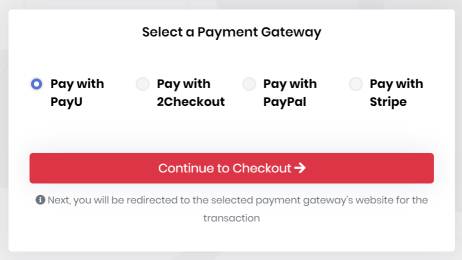 Select a Payment Gateway
Pay with Pay with Pay with Pay with
PayU 2Checkout PayPal Stripe
Continue to Checkout →
Next, you will be redirected to the selected payment gateway's website for the
transaction